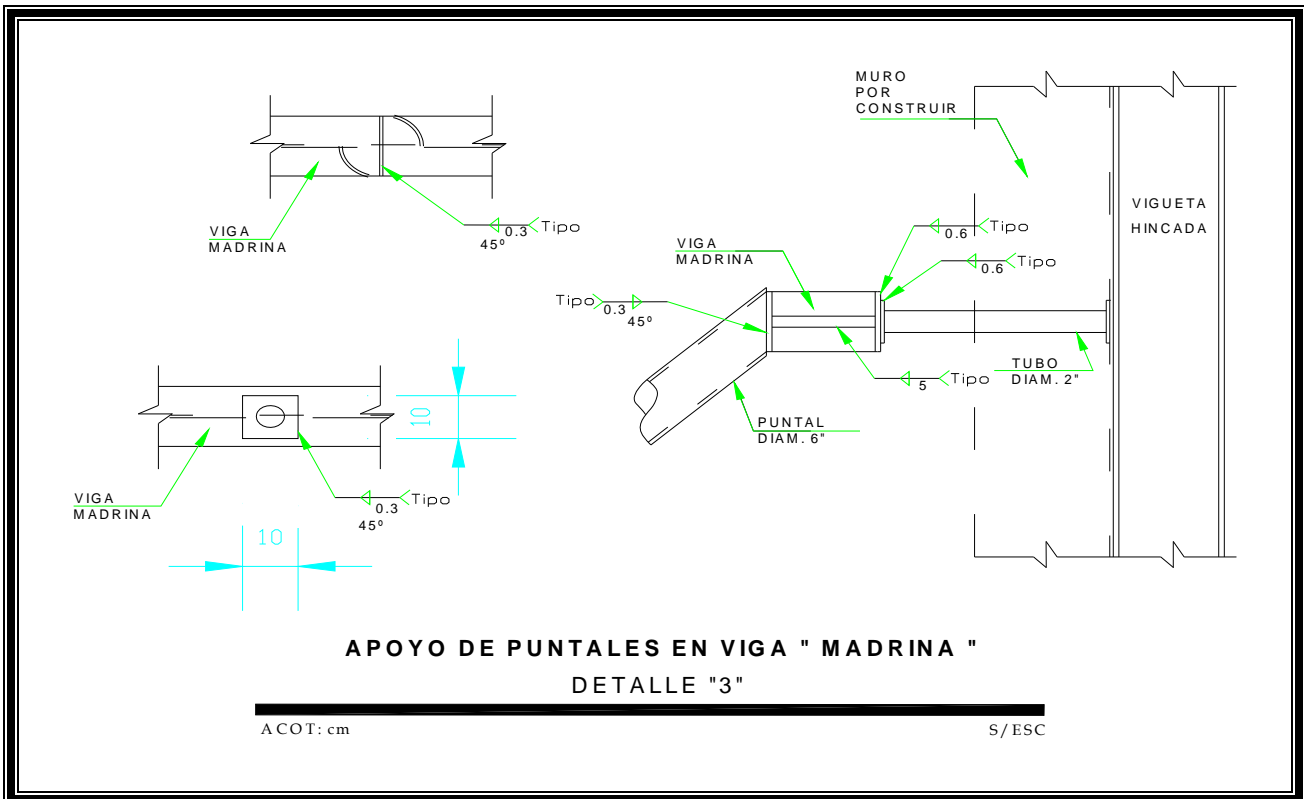 VIGA
MADRINA
0.3
Tipo
45º
VIGA
MADRINA
0.3
Tipo
45º
10
10
MURO
POR
CONSTRUIR
VIGUETA
HINCADA
VIGA
MADRINA
0.6
Tipo
0.6
Tipo
Tipo
0.3
45º
5
Tipo
TUBO
DIAM. 2"
PUNTAL
DIAM. 6"
APOYO DE PUNTALES EN VIGA " MADRINA "
DETALLE "3"
ACOT: cm
S/ESC